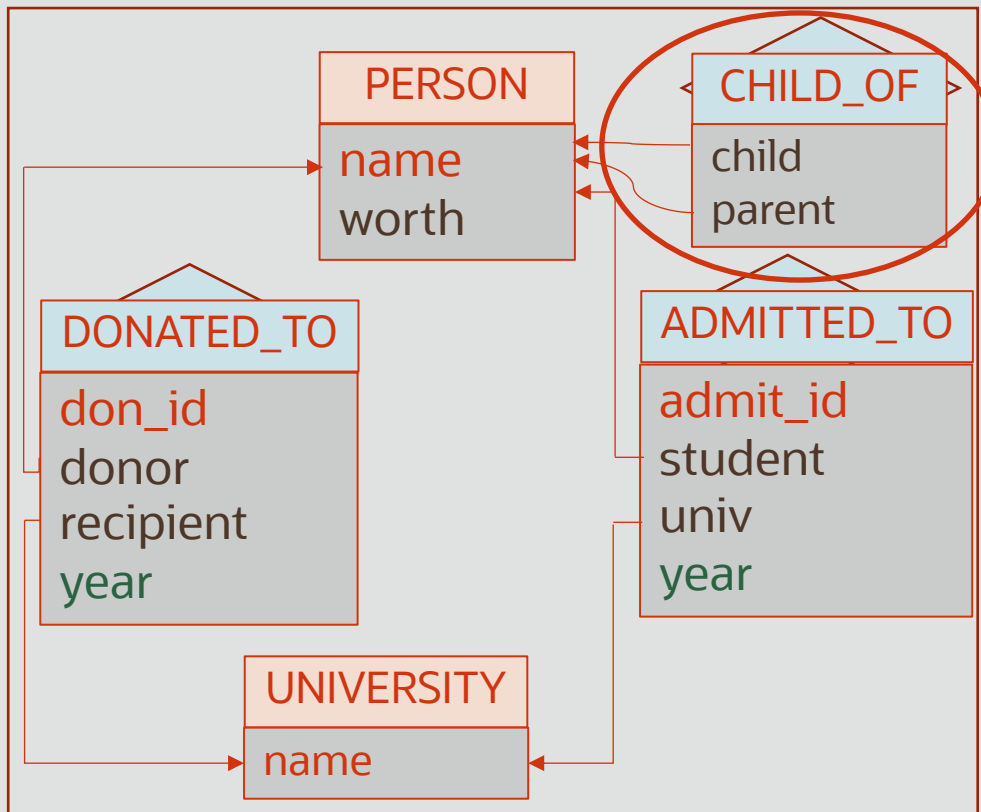 PERSON
name
worth
CHILD_OF
child
parent
DONATED_TO
don_id
donor
recipient
year
ADMITTED_TO
admit_id
student
univ
year
UNIVERSITY
name